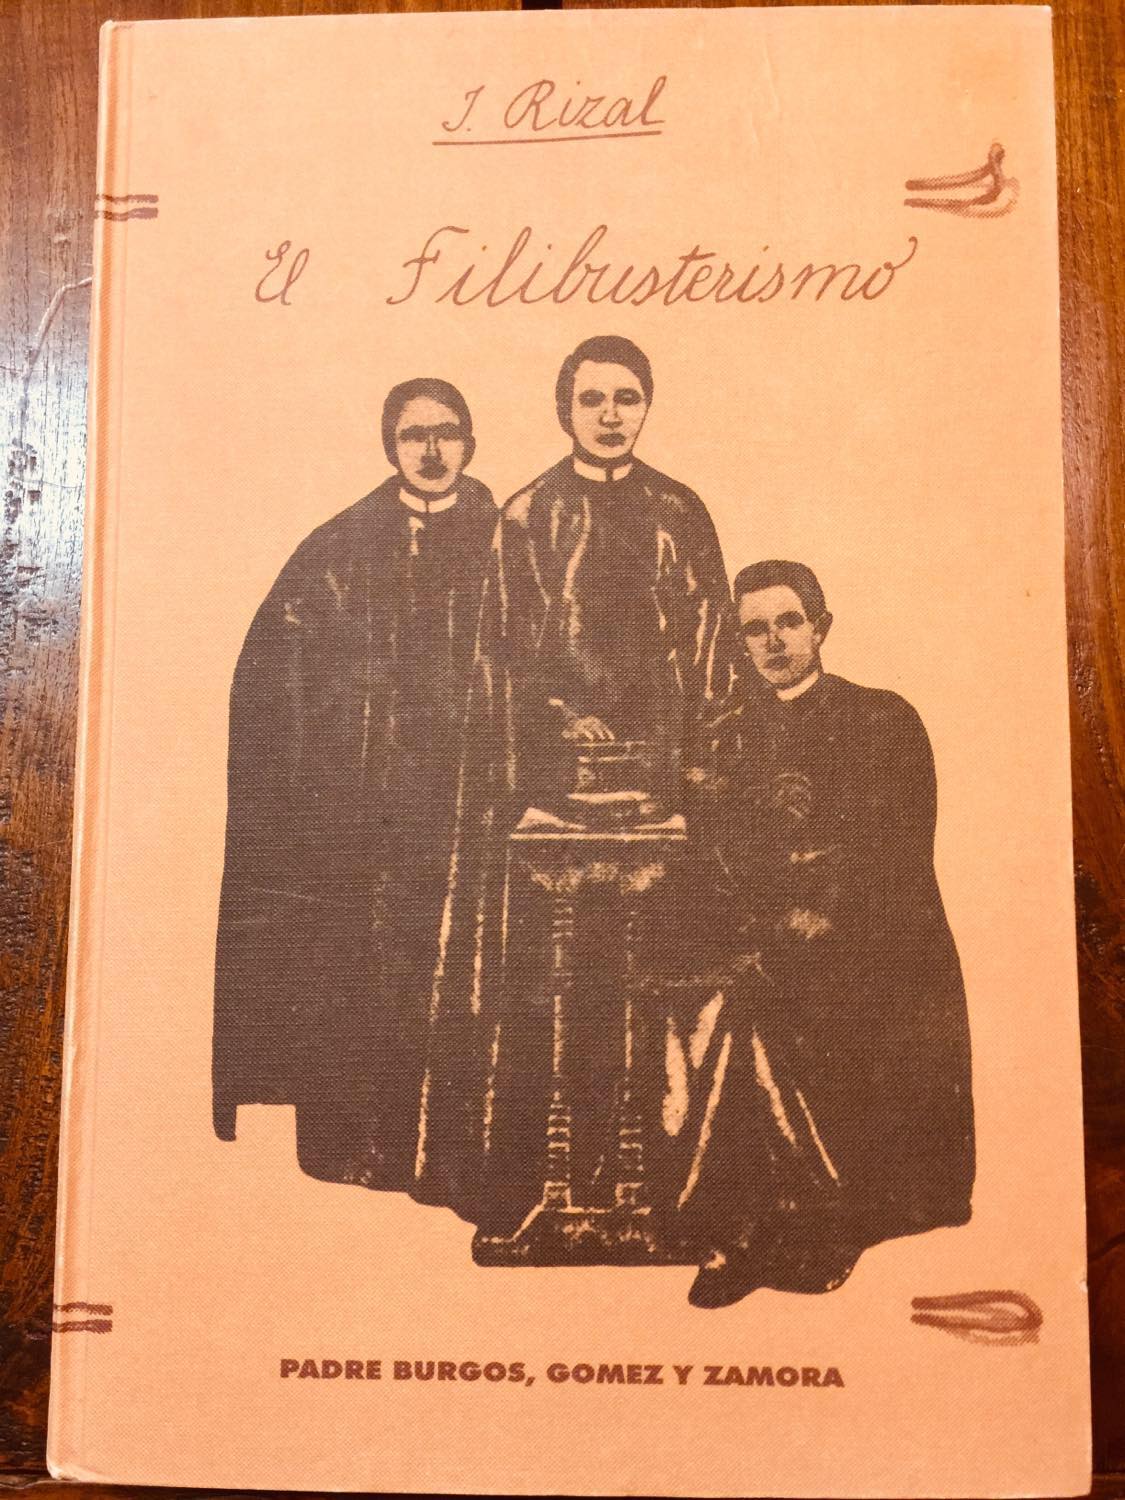 J. Rizal
El Filibusterismo
PADRE BURGOS, GOMEZ Y ZAMORA